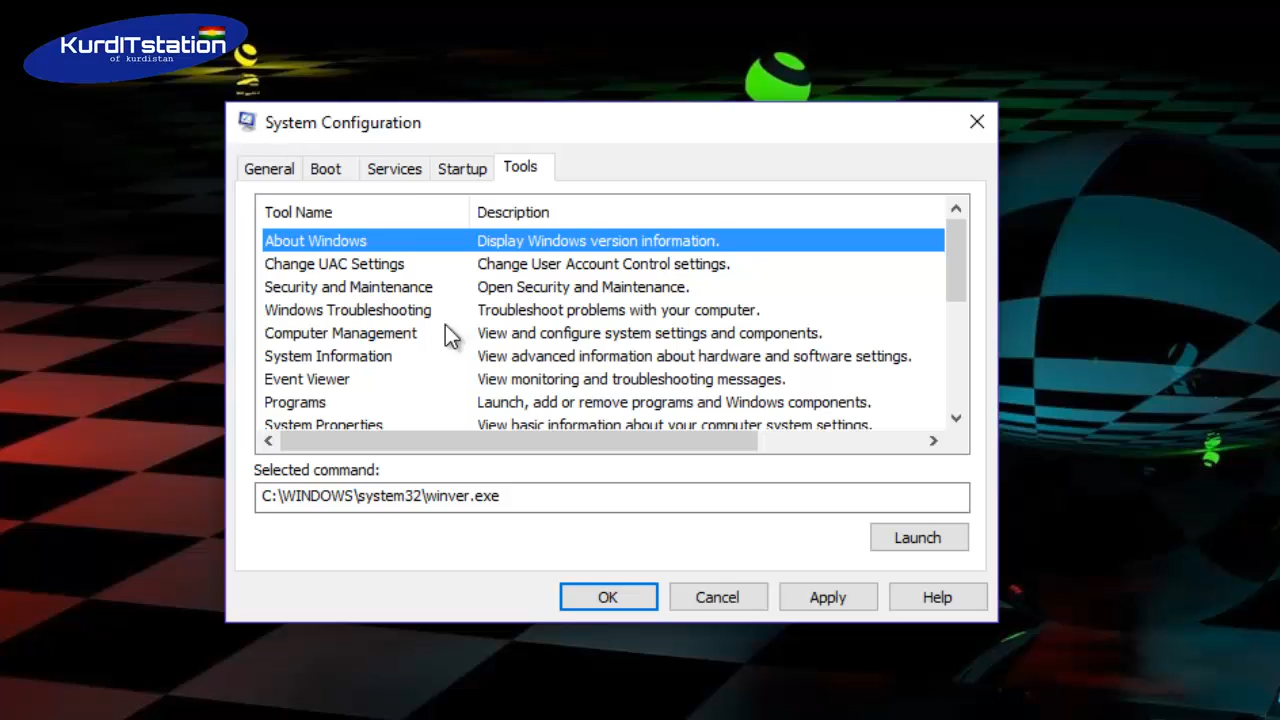 KurdITstation
of kurdistan
System Configuration
General Boot Services Startup Tools
Tool Name Description
About Windows Display Windows version information.
Change UAC Settings Change User Account Control settings.
Security and Maintenance Open Security and Maintenance.
Windows Troubleshooting Troubleshoot problems with your computer.
Computer Management View and configure system settings and components.
System Information View advanced information about hardware and software settings.
Event Viewer View monitoring and troubleshooting messages.
Programs Launch, add or remove programs and Windows components.
System Properties View basic information about your computer system settings.
Selected command:
C:\WINDOWS\system32\winver.exe
Launch
OK Cancel Apply Help